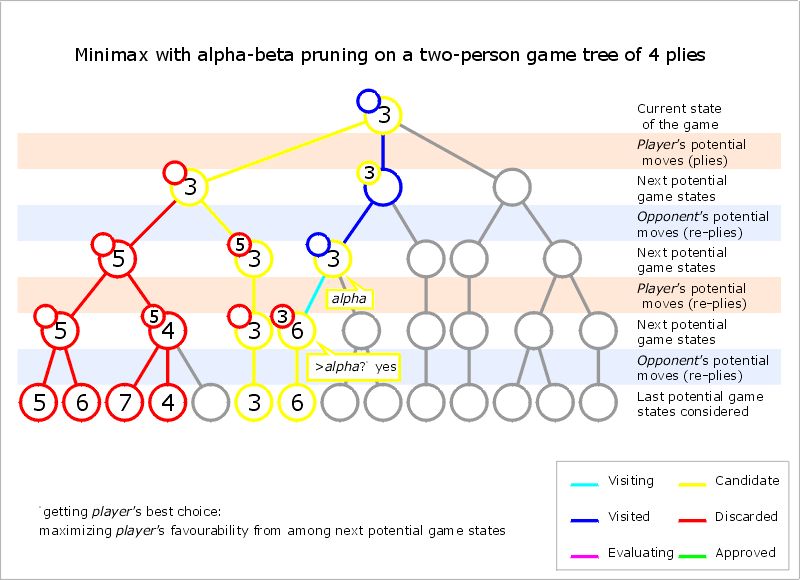 Minimax with alpha-beta pruning on a two-person game tree of 4 plies
3
Current state
of the game
Player's potential
moves (plies)
3
3
Next potential
game states
Opponent's potential
moves (re-plies)
5
5
3
3
Next potential
game states
alpha
Player's potential
moves (re-plies)
5
5
4
3
3
6
Next potential
game states
>alpha?` yes
Opponent's potential
moves (re-plies)
5
6
7
4
3
6
Last potential game
states considered
Visiting
Candidate
Visited
Discarded
Evaluating
Approved
`getting player's best choice:
maximizing player's favourability from among next potential game states